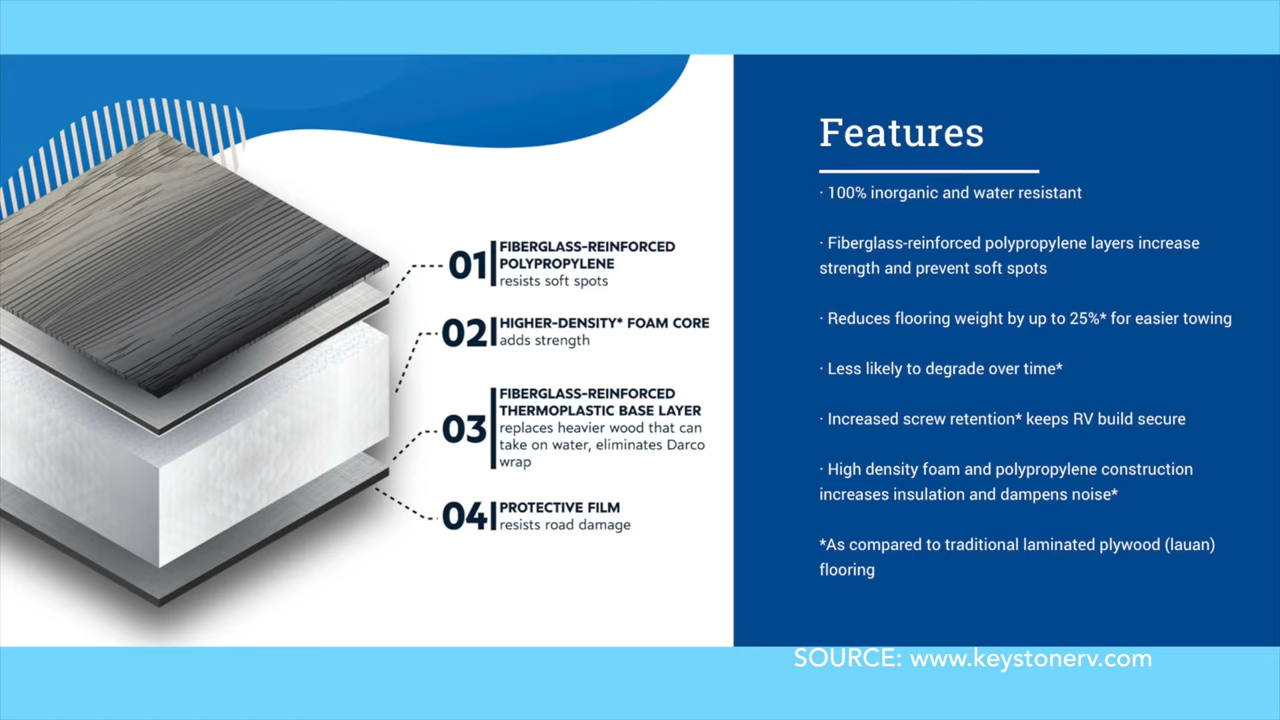 01
FIBERGLASS-REINFORCED
POLYPROPYLENE
resists soft spots
02
HIGHER-DENSITY* FOAM CORE
adds strength
03
FIBERGLASS-REINFORCED
THERMOPLASTIC BASE LAYER
replaces heavier wood that can
take on water, eliminates Darco
wrap
04
PROTECTIVE FILM
resists road damage
Features
· 100% inorganic and water resistant
· Fiberglass-reinforced polypropylene layers increase
strength and prevent soft spots
· Reduces flooring weight by up to 25%* for easier towing
· Less likely to degrade over time*
· Increased screw retention* keeps RV build secure
· High density foam and polypropylene construction
increases insulation and dampens noise*
*As compared to traditional laminated plywood (lauan)
flooring
SOURCE: www.keystonerv.com